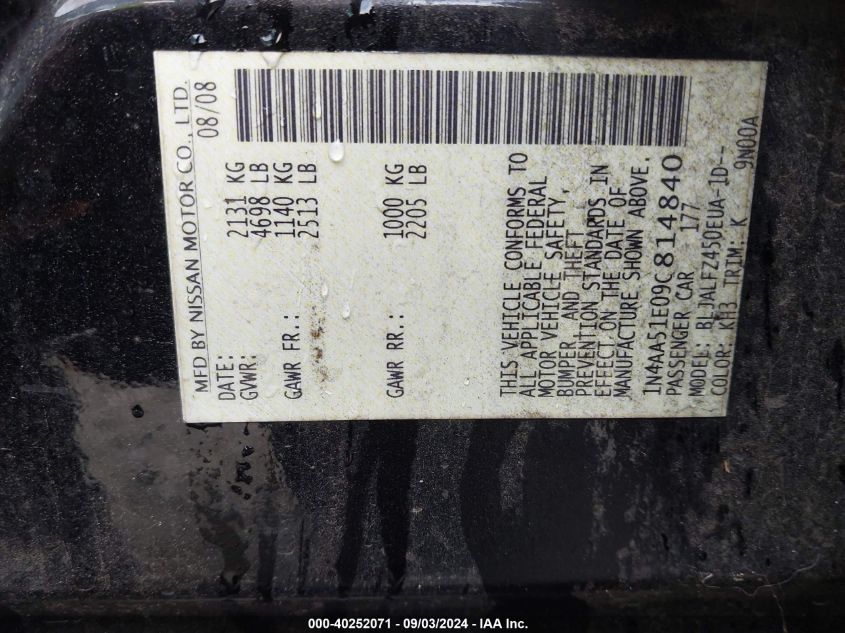 MFD BY NISSAN MOTOR CO., LTD.
DATE: 08/08
GVWR: 2131 KG
4698 LB
GAWR FR.: 1140 KG
2513 LB
GAWR RR.: 1000 KG
2205 LB
THIS VEHICLE CONFORMS TO
ALL APPLICABLE FEDERAL
MOTOR VEHICLE SAFETY,
BUMPER AND THEFT
PREVENTION STANDARDS IN
EFFECT ON THE DATE OF
MANUFACTURE SHOWN ABOVE.
1N4AA51E09C814840
PASSENGER CAR 177
MODEL: BLJALFZ450EUA-1D--
COLOR: KH3 TRIM: K 9N00A
000-40252071 - 09/03/2024 - IAA Inc.